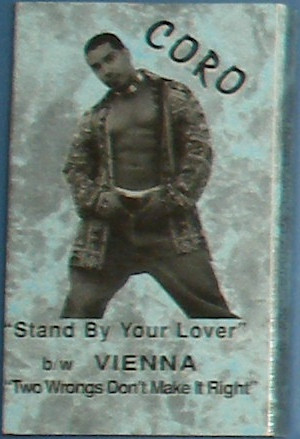 CORO
"Stand By Your Lover"
b/w VIENNA
"Two Wrongs Don't Make It Right"